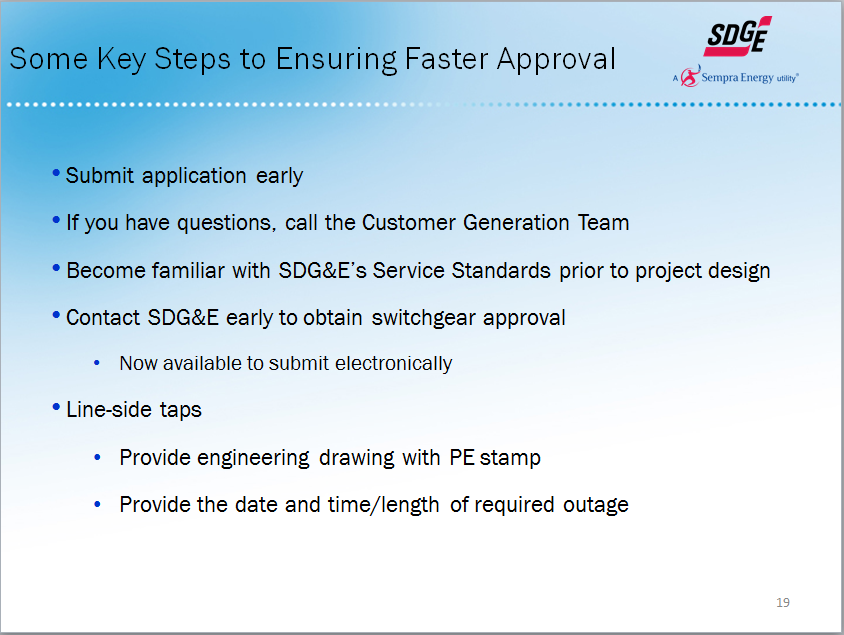 Some Key Steps to Ensuring Faster Approval
SDGE
A Sempra Energy utility®
• Submit application early
• If you have questions, call the Customer Generation Team
• Become familiar with SDG&E’s Service Standards prior to project design
• Contact SDG&E early to obtain switchgear approval
• Now available to submit electronically
• Line-side taps
• Provide engineering drawing with PE stamp
• Provide the date and time/length of required outage
19